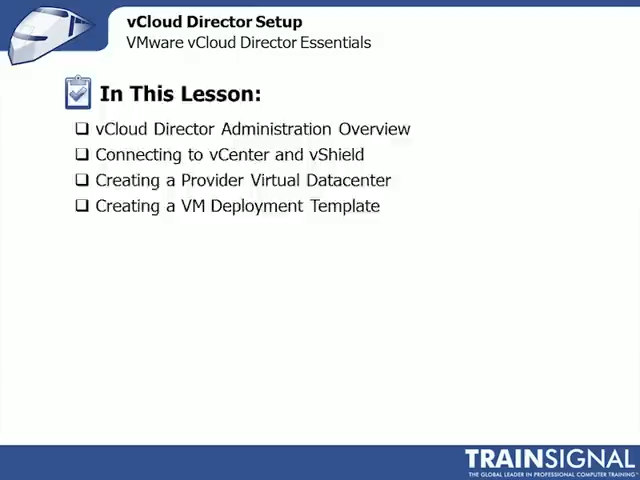 vCloud Director Setup
VMware vCloud Director Essentials
In This Lesson:
vCloud Director Administration Overview
Connecting to vCenter and vShield
Creating a Provider Virtual Datacenter
Creating a VM Deployment Template
TRAINSIGNAL
THE GLOBAL LEADER IN PROFESSIONAL COMPUTER TRAINING